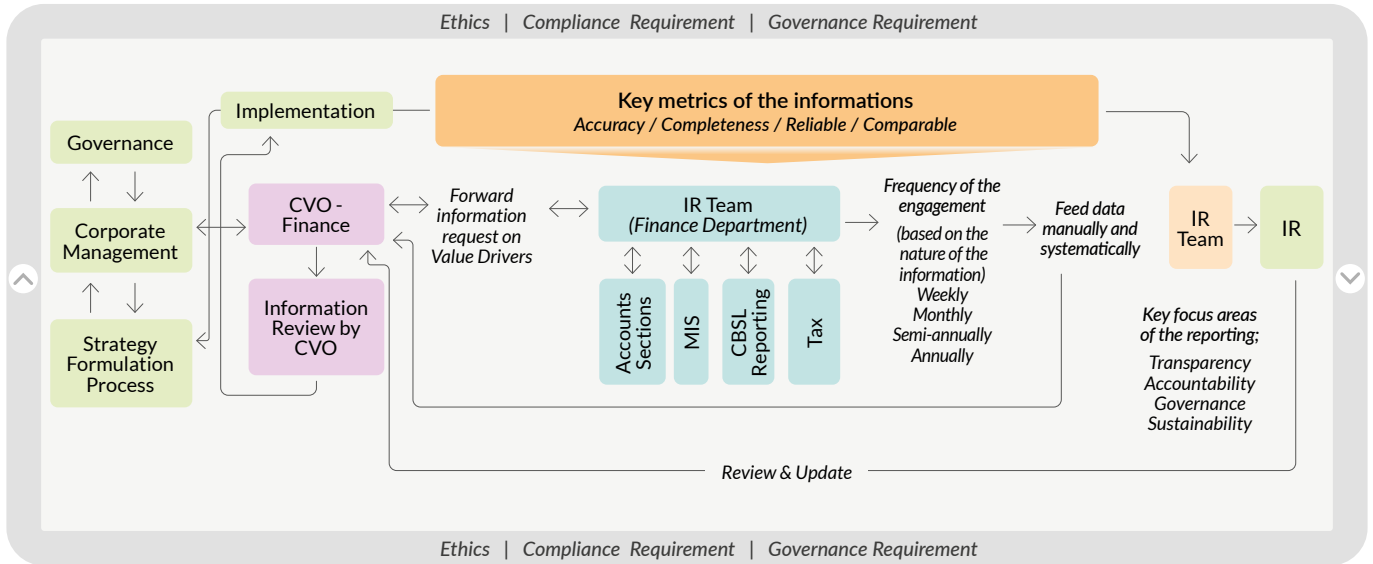 Ethics | Compliance Requirement | Governance Requirement
Key metrics of the informations
Accuracy / Completeness / Reliable / Comparable
Implementation
Governance
Corporate
Management
Strategy
Formulation
Process
CVO -
Finance
Information
Review by
CVO
Forward
information
request on
Value Drivers
IR Team
(Finance Department)
Accounts
Sections
MIS
CBSL
Reporting
Tax
Frequency of the
engagement
(based on the
nature of the
information)
Weekly
Monthly
Semi-annually
Annually
Feed data
manually and
systematically
IR
Team
IR
Key focus areas
of the reporting;
Transparency
Accountability
Governance
Sustainability
Review & Update
Ethics | Compliance Requirement | Governance Requirement